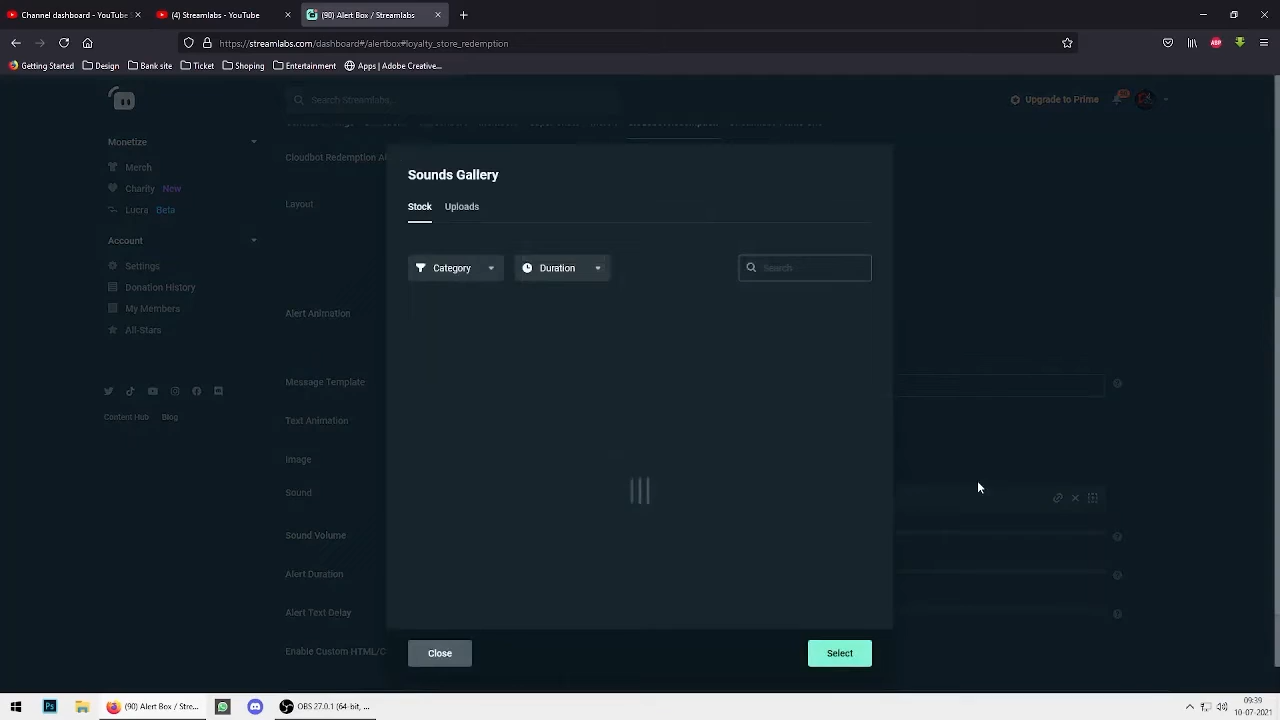 Channel dashboard - YouTube
(4) Streamlabs - YouTube
(90) Alert Box / Streamlabs
https://streamlabs.com/dashboard#/alertbox#loyalty_store_redemption
Getting Started
Design
Bank site
Ticket
Shoping
Entertainment
Apps | Adobe Creative...
Search Streamlabs...
Upgrade to Prime
Monetize
Merch
Charity New
Lucra Beta
Account
Settings
Donation History
My Members
All-Stars
Content Hub
Blog
Cloudbot Redemption Al
Layout
Alert Animation
Message Template
Text Animation
Image
Sound
Sound Volume
Alert Duration
Alert Text Delay
Enable Custom HTML/C
Sounds Gallery
Stock
Uploads
Category
Duration
Search...
Close
Select
Ps
(90) Alert Box / Stre...
OBS 27.0.1 (64-bit, ...
09:39
10-07-2021